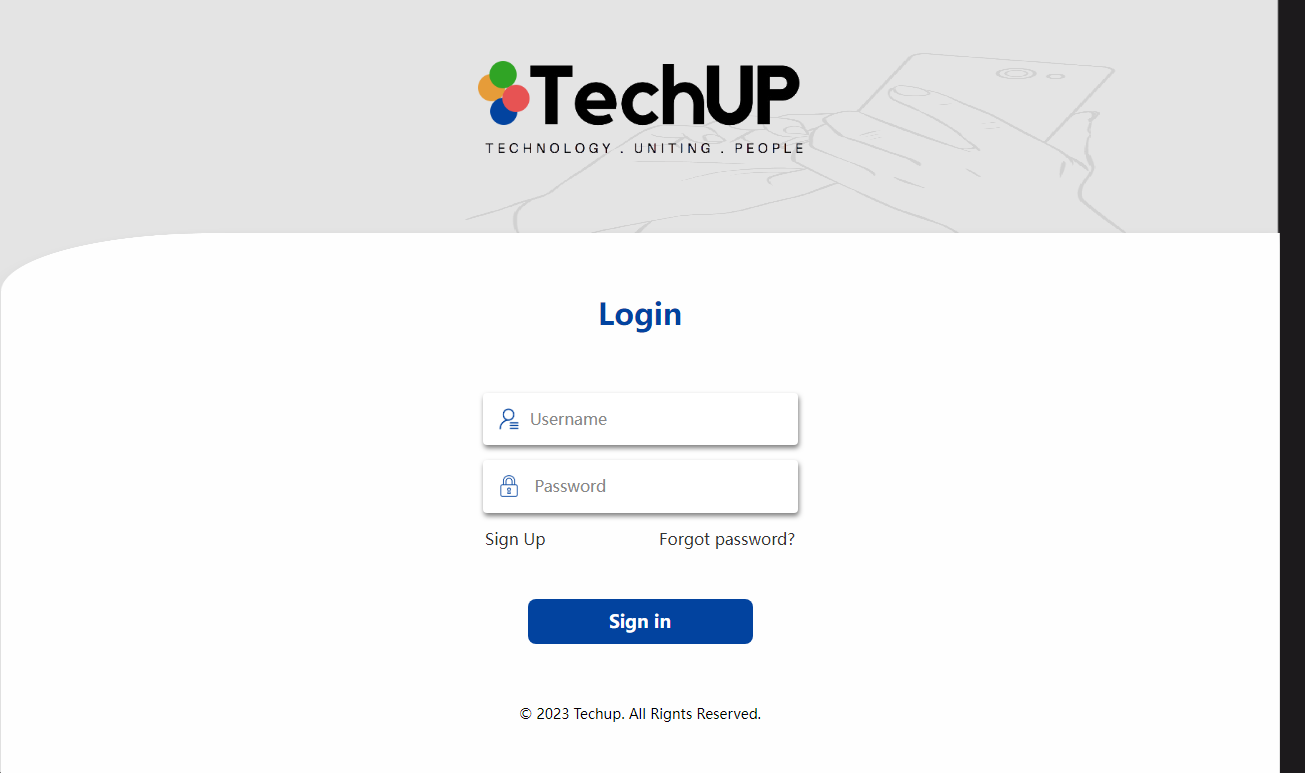 TechUP
TECHNOLOGY . UNITING . PEOPLE
Login
Username
Password
Sign Up Forgot password?
Sign in
© 2023 Techup. All Rignts Reserved.